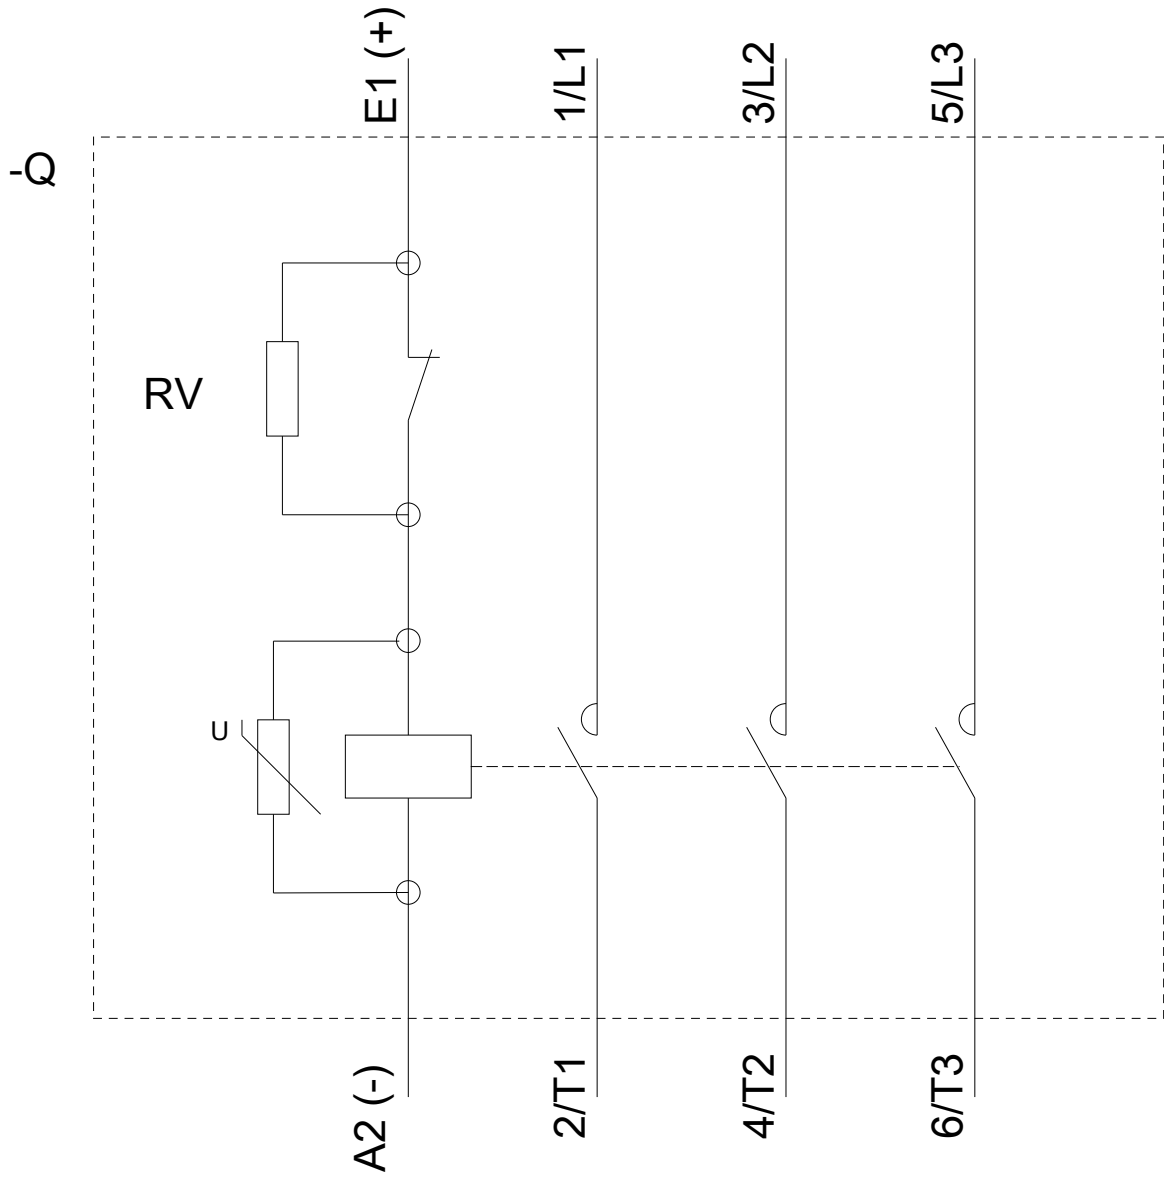 E1 (+)
1/L1
3/L2
5/L3
-Q
RV
U
A2 (-)
2/T1
4/T2
6/T3